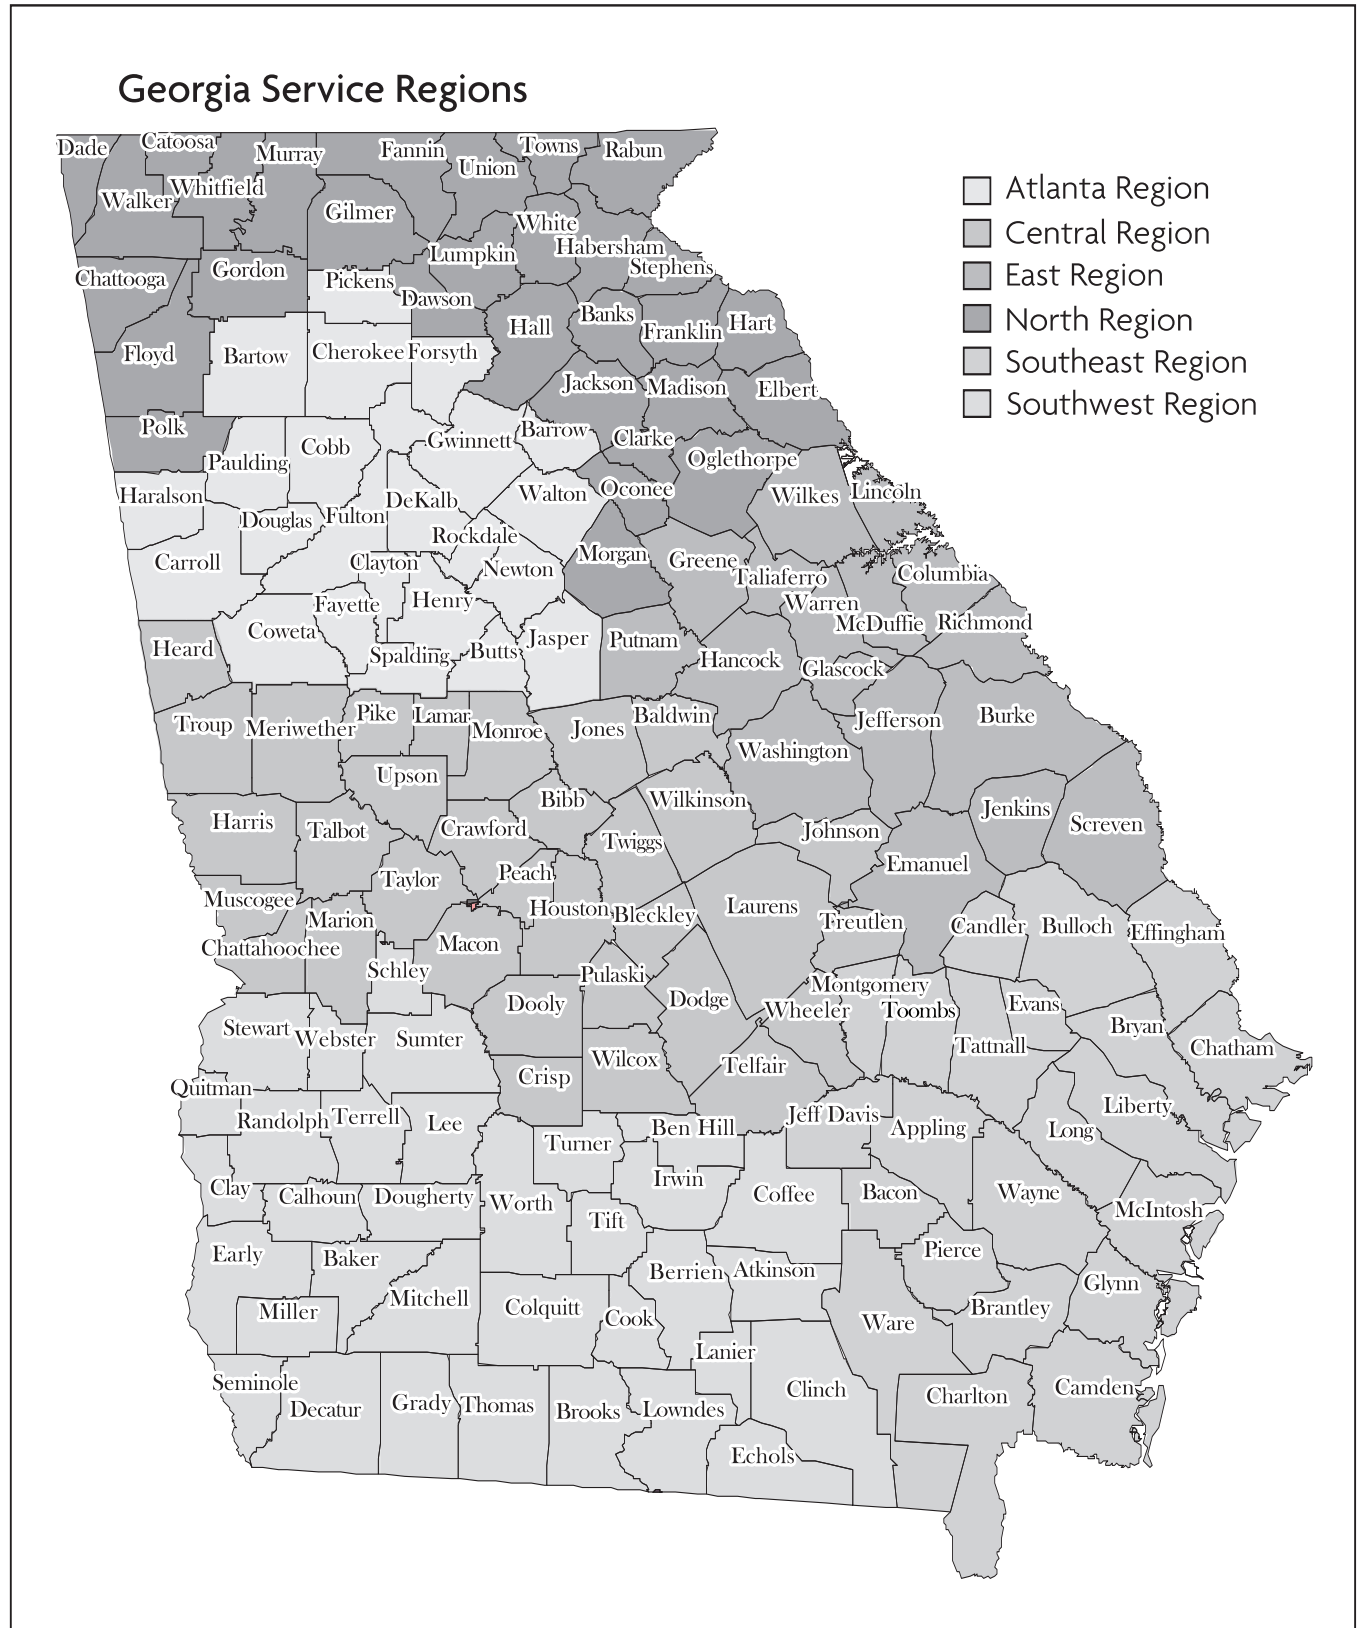 Georgia Service Regions
Atlanta Region
Central Region
East Region
North Region
Southeast Region
Southwest Region
Dade
Catoosa
Murray
Fannin
Union
Towns
Rabun
Walker
Whitfield
Gilmer
White
Habersham
Stephens
Lumpkin
Chattooga
Gordon
Pickens
Dawson
Hall
Banks
Franklin
Hart
Floyd
Bartow
Cherokee
Forsyth
Jackson
Madison
Elbert
Polk
Paulding
Cobb
Gwinnett
Barrow
Clarke
Oglethorpe
Haralson
Douglas
Fulton
DeKalb
Walton
Oconee
Wilkes
Lincoln
Rockdale
Carroll
Clayton
Newton
Morgan
Greene
Taliaferro
Columbia
Fayette
Henry
Warren
McDuffie
Richmond
Heard
Coweta
Spalding
Butts
Jasper
Putnam
Hancock
Glascock
Troup
Meriwether
Pike
Lamar
Monroe
Jones
Baldwin
Washington
Jefferson
Burke
Upson
Bibb
Wilkinson
Harris
Talbot
Crawford
Twiggs
Johnson
Jenkins
Screven
Taylor
Peach
Emanuel
Muscogee
Marion
Houston
Bleckley
Laurens
Treutlen
Candler
Bulloch
Effingham
Chattahoochee
Schley
Macon
Pulaski
Dodge
Montgomery
Wheeler
Toombs
Evans
Stewart
Webster
Sumter
Dooly
Wilcox
Telfair
Tattnall
Bryan
Chatham
Quitman
Crisp
Randolph
Terrell
Lee
Turner
Ben Hill
Jeff Davis
Appling
Long
Liberty
Clay
Calhoun
Dougherty
Worth
Tift
Irwin
Coffee
Bacon
Wayne
McIntosh
Early
Baker
Mitchell
Berrien
Atkinson
Pierce
Glynn
Miller
Colquitt
Cook
Ware
Brantley
Lanier
Seminole
Decatur
Grady
Thomas
Brooks
Lowndes
Clinch
Charlton
Camden
Echols